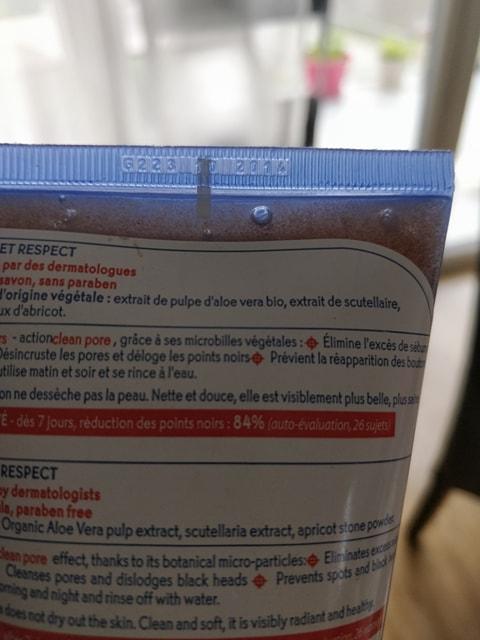 ET RESPECT
par des dermatologues
savon, sans paraben
d'origine végétale : extrait de pulpe d'aloe vera bio, extrait de scutellaire,
ux d'abricot.
rs - action clean pore, grâce à ses microbilles végétales : Élimine l'excès de sébum
Désincruste les pores et déloge les points noirs Prévient la réapparition des bouto
utilise matin et soir et se rince à l'eau.
on ne dessèche pas la peau. Nette et douce, elle est visiblement plus belle, plus
É - dès 7 jours, réduction des points noirs : 84% (auto-évaluation, 26 sujets)
RESPECT
by dermatologists
la, paraben free
Organic Aloe Vera pulp extract, scutellaria extract, apricot stone powder.
clean pore effect, thanks to its botanical micro-particles: Eliminates excess
Cleanses pores and dislodges black heads Prevents spots and black
orning and night and rinse off with water.
does not dry out the skin. Clean and soft, it is visibly radiant and healthy.